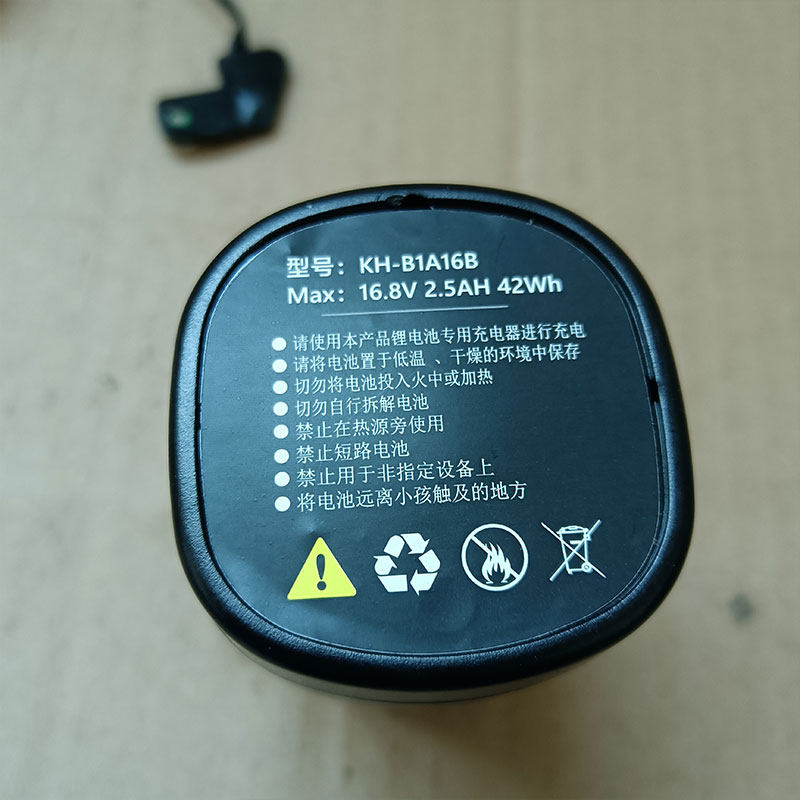 型号：KH-B1A16B
Max：16.8V 2.5AH 42Wh
●请使用本产品锂电池专用充电器进行充电
●请将电池置于低温、干燥的环境中保存
●切勿将电池投入火中或加热
●切勿自行拆解电池
●禁止在热源旁使用
●禁止短路电池
●禁止用于非指定设备上
●将电池远离小孩触及的地方